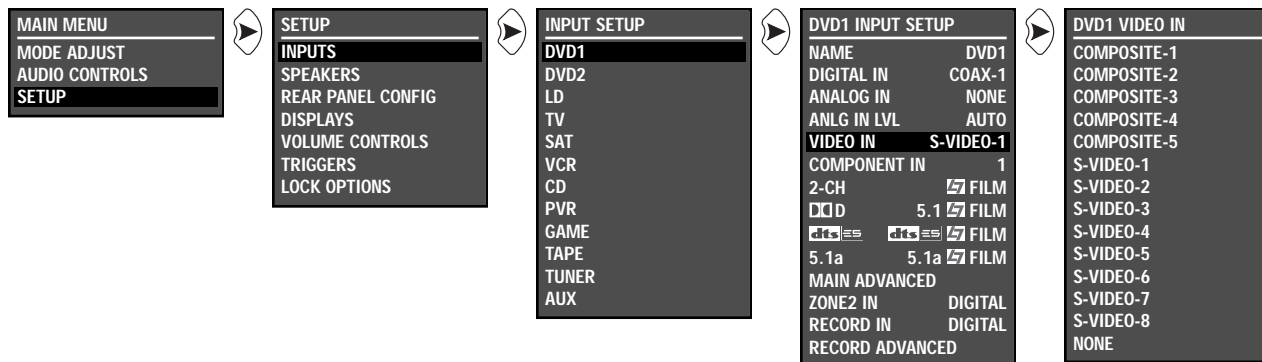 MAIN MENU
MODE ADJUST
AUDIO CONTROLS
SETUP
SETUP
INPUTS
SPEAKERS
REAR PANEL CONFIG
DISPLAYS
VOLUME CONTROLS
TRIGGERS
LOCK OPTIONS
INPUT SETUP
DVD1
DVD2
LD
TV
SAT
VCR
CD
PVR
GAME
TAPE
TUNER
AUX
DVD1 INPUT SETUP
NAME DVD1
DIGITAL IN COAX-1
ANALOG IN NONE
ANLG IN LVL AUTO
VIDEO IN S-VIDEO-1
COMPONENT IN 1
2-CH L7 FILM
D 5.1 L7 FILM
dts ES dts ES L7 FILM
5.1a 5.1a L7 FILM
MAIN ADVANCED
ZONE2 IN DIGITAL
RECORD IN DIGITAL
RECORD ADVANCED
DVD1 VIDEO IN
COMPOSITE-1
COMPOSITE-2
COMPOSITE-3
COMPOSITE-4
COMPOSITE-5
S-VIDEO-1
S-VIDEO-2
S-VIDEO-3
S-VIDEO-4
S-VIDEO-5
S-VIDEO-6
S-VIDEO-7
S-VIDEO-8
NONE